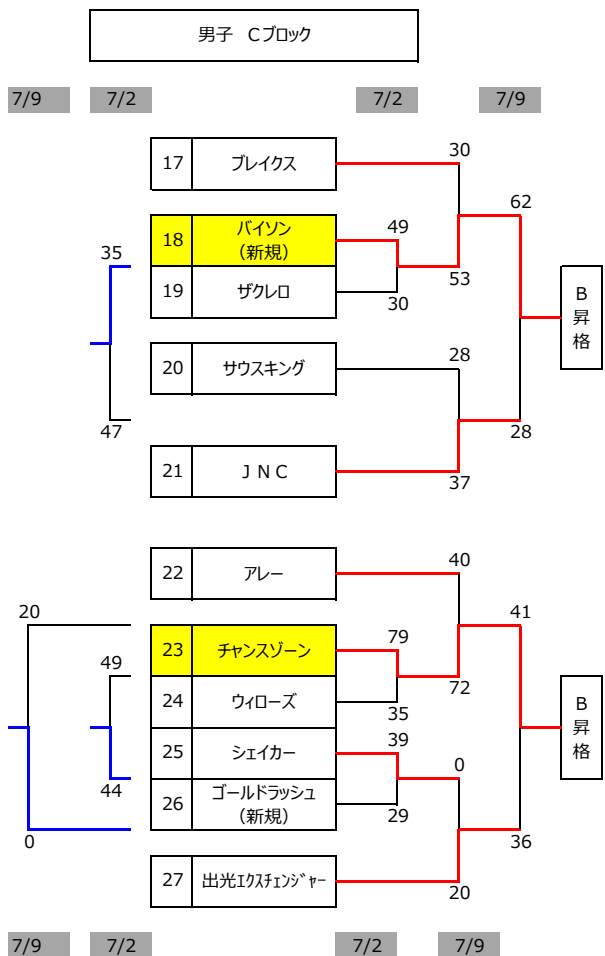 男子　Cブロック
7/9
7/2
7/2
7/9
17
ブレイクス
30
62
18
バイソン
(新規)
49
35
53
19
ザクレロ
30
B
昇
格
20
サウスキング
28
47
28
21
ＪＮＣ
37
22
アレー
40
20
41
23
チャンスゾーン
79
49
72
24
ウィローズ
35
B
昇
格
25
シェイカー
39
0
44
26
ゴールドラッシュ
(新規)
29
0
36
27
出光ｴｸｽﾁｪﾝｼﾞｬｰ
20
7/9
7/2
7/2
7/9